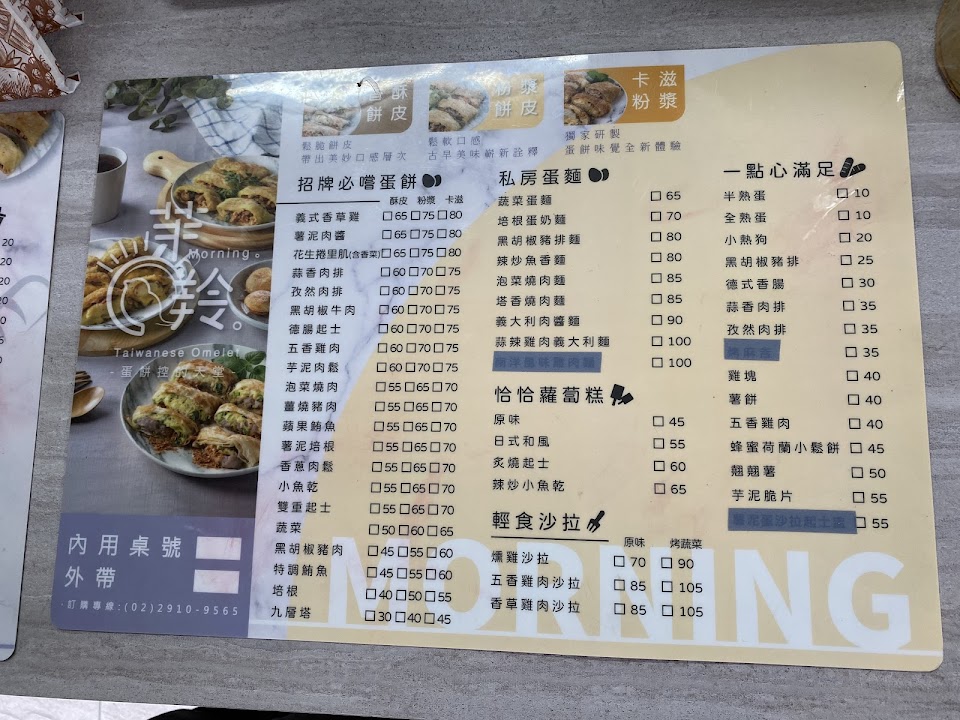 酥皮
餅皮
鬆脆餅皮
帶出美妙口感層次
粉漿
餅皮
鬆軟口感
古早美味嶄新詮釋
卡滋
粉漿
獨家研製
蛋餅味覺全新體驗
茉羚。
Morning。
Taiwanese Omelet
-蛋餅控的天堂
內用桌號
外帶
-訂購專線:(02)2910-9565
招牌必嚐蛋餅
酥皮 粉漿 卡滋
義式香草雞 □65□75□80
薯泥肉醬 □65□75□80
花生捲里肌(含香菜)□65□75□80
蒜香肉排 □60□70□75
孜然肉排 □60□70□75
黑胡椒牛肉 □60□70□75
德腸起士 □60□70□75
五香雞肉 □60□70□75
芋泥肉鬆 □60□70□75
泡菜燒肉 □55□65□70
薑燒豬肉 □55□65□70
蘋果鮪魚 □55□65□70
薯泥培根 □55□65□70
香蔥肉鬆 □55□65□70
小魚乾 □55□65□70
雙重起士 □55□65□70
蔬菜 □50□60□65
黑胡椒豬肉 □45□55□60
特調鮪魚 □45□55□60
培根 □40□50□55
九層塔 □30□40□45
私房蛋麵
蔬菜蛋麵 □65
培根蛋奶麵 □70
黑胡椒豬排麵 □80
辣炒魚香麵 □80
泡菜燒肉麵 □85
塔香燒肉麵 □85
義大利肉醬麵 □90
蒜辣雞肉義大利麵 □100
□100
恰恰蘿蔔糕
原味 □45
日式和風 □55
炙燒起士 □60
辣炒小魚乾 □65
輕食沙拉
原味 烤蔬菜
燻雞沙拉 □70 □90
五香雞肉沙拉 □85 □105
香草雞肉沙拉 □85 □105
一點心滿足
半熟蛋 □10
全熟蛋 □10
小熱狗 □20
黑胡椒豬排 □25
德式香腸 □30
蒜香肉排 □35
孜然肉排 □35
□35
雞塊 □40
薯餅 □40
五香雞肉 □40
蜂蜜荷蘭小鬆餅 □45
翹翹薯 □50
芋泥脆片 □55
□55
MORNING
20
20
20
20